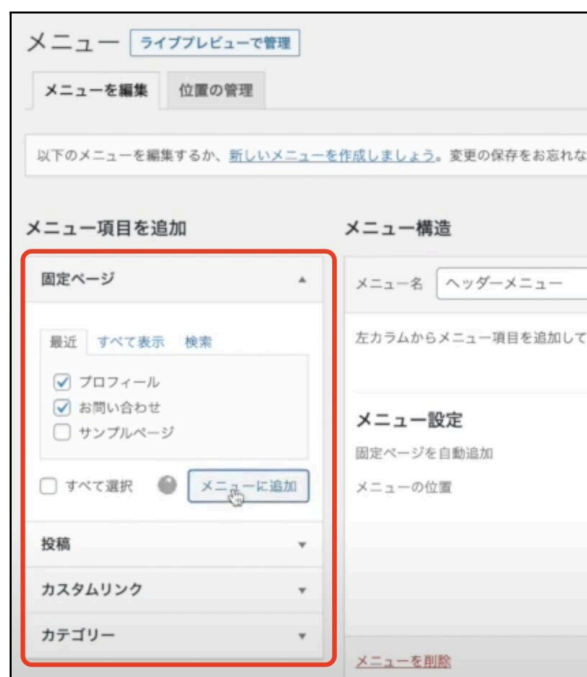 メニュー ライブプレビューで管理
メニューを編集 位置の管理
以下のメニューを編集するか、新しいメニューを作成しましょう。変更の保存をお忘れな
メニュー項目を追加
固定ページ
最近 すべて表示 検索
プロフィール
お問い合わせ
サンプルページ
すべて選択 メニューに追加
投稿
カスタムリンク
カテゴリー
メニュー構造
メニュー名 ヘッダーメニュー
左カラムからメニュー項目を追加して
メニュー設定
固定ページを自動追加
メニューの位置
メニューを削除